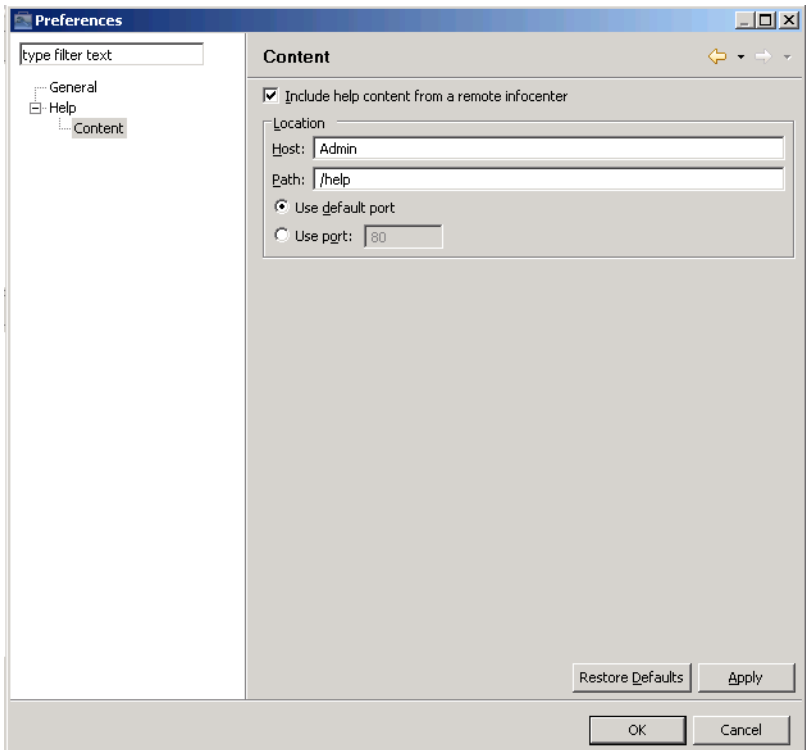 Preferences
type filter text
General
Help
Content
Content
Include help content from a remote infocenter
Location
Host: Admin
Path: /help
Use default port
Use port: 80
Restore Defaults Apply
OK Cancel